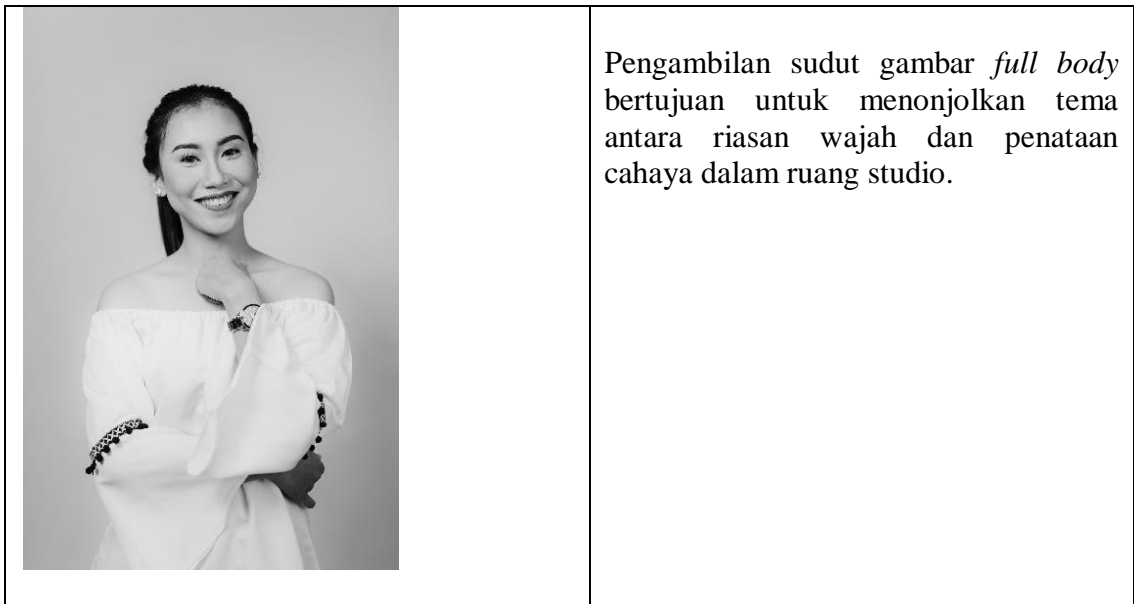 Pengambilan sudut gambar full body
bertujuan untuk menonjolkan tema
antara riasan wajah dan penataan
cahaya dalam ruang studio.